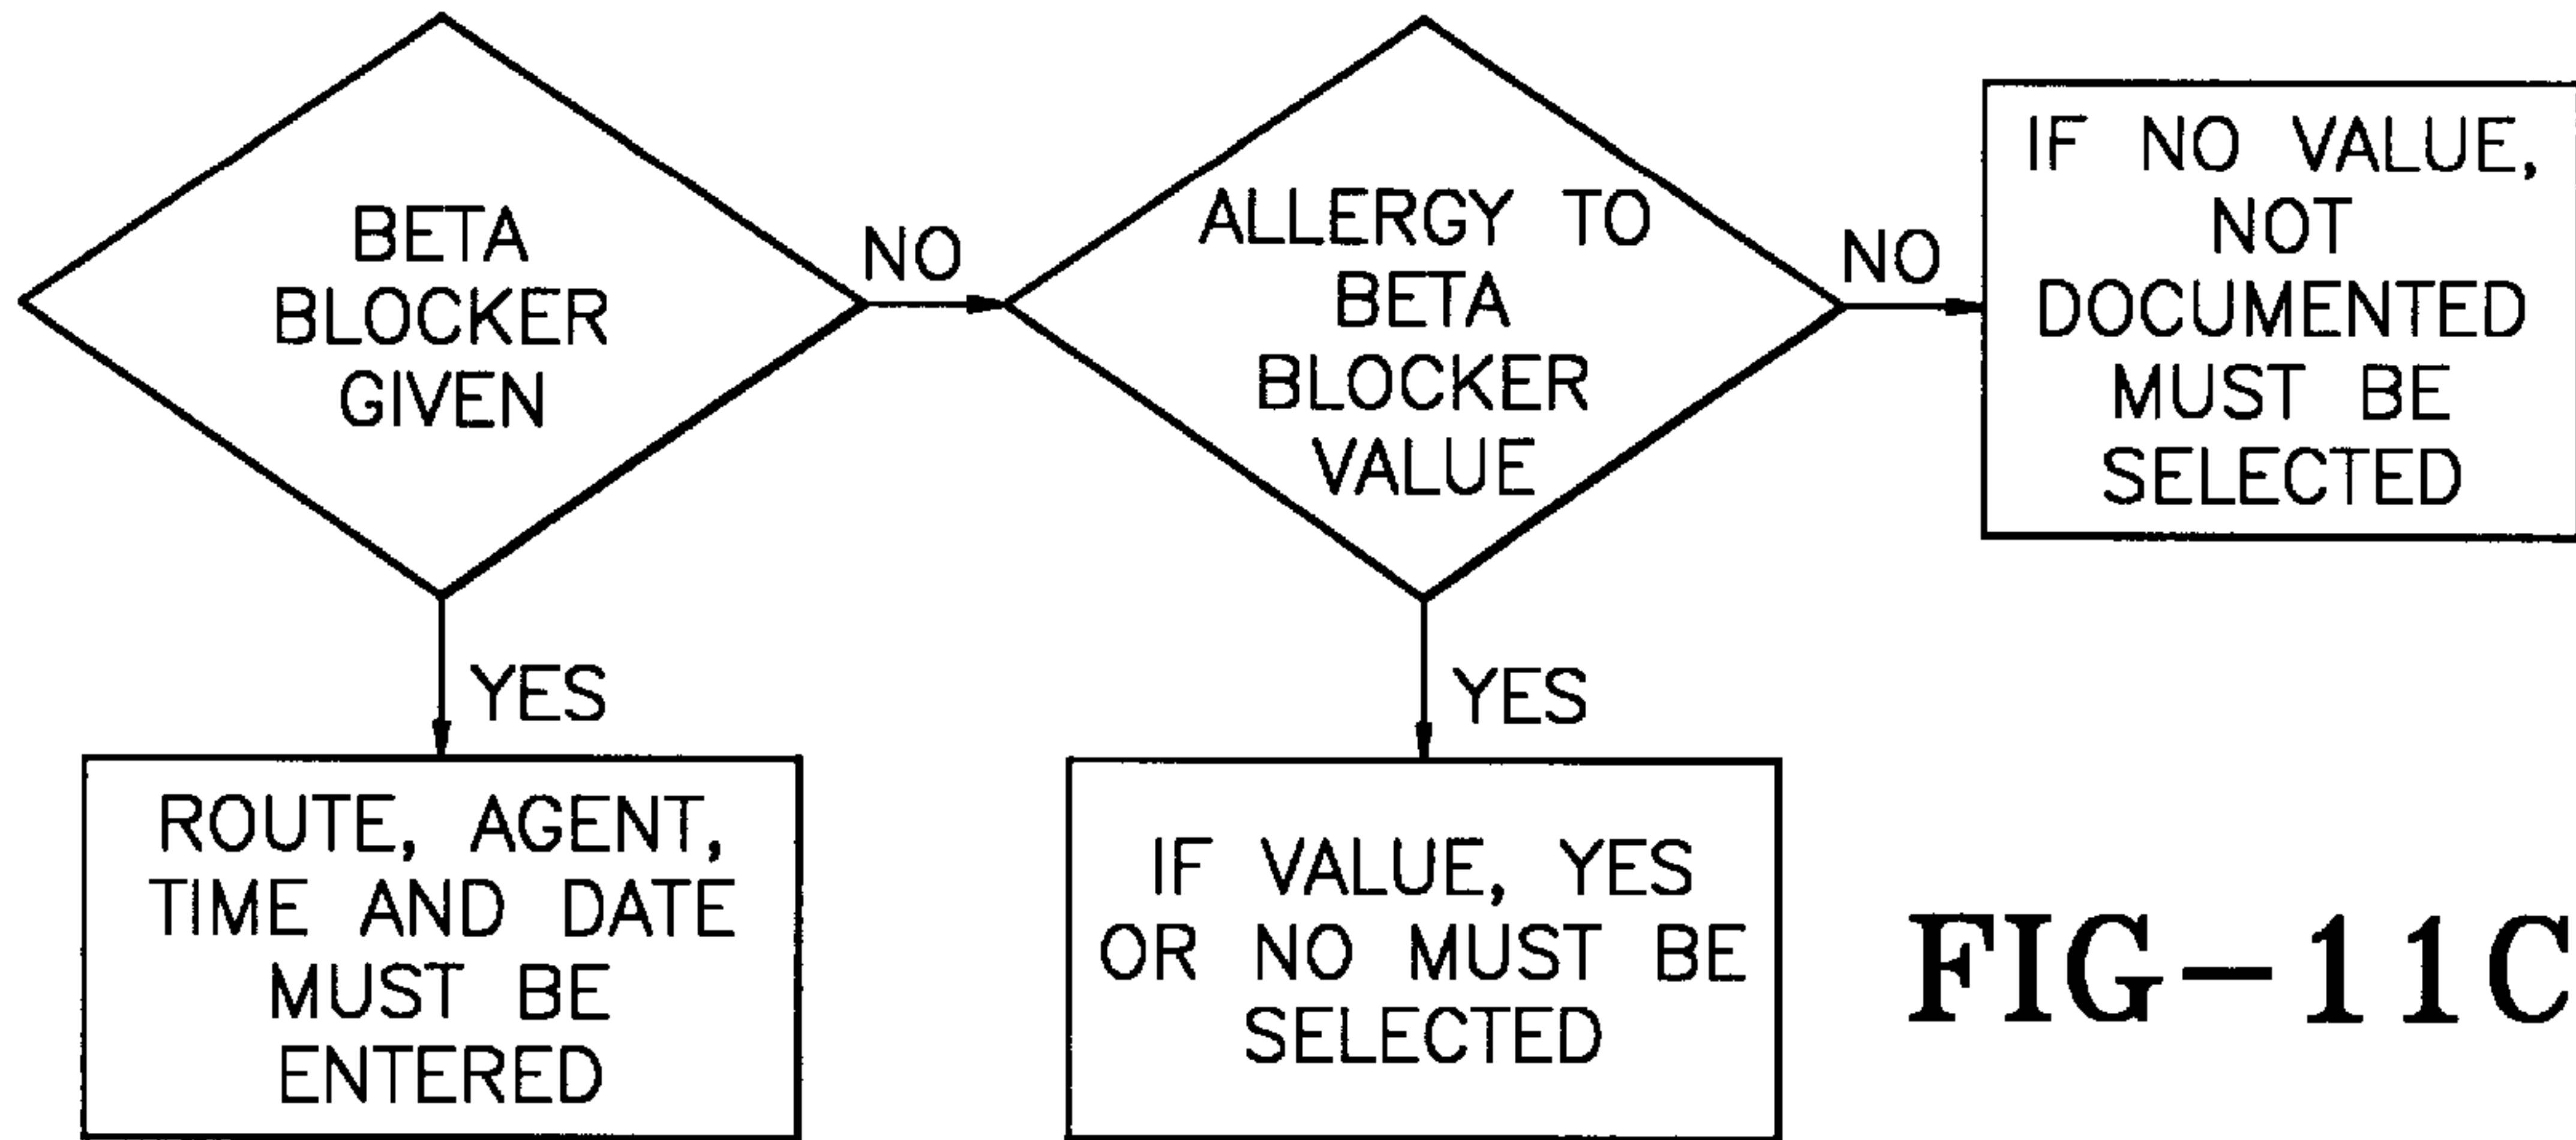 BETA
BLOCKER
GIVEN
NO
ALLERGY TO
BETA
BLOCKER
VALUE
NO
IF NO VALUE,
NOT
DOCUMENTED
MUST BE
SELECTED
YES
YES
ROUTE, AGENT,
TIME AND DATE
MUST BE
ENTERED
IF VALUE, YES
OR NO MUST BE
SELECTED
FIG-11C